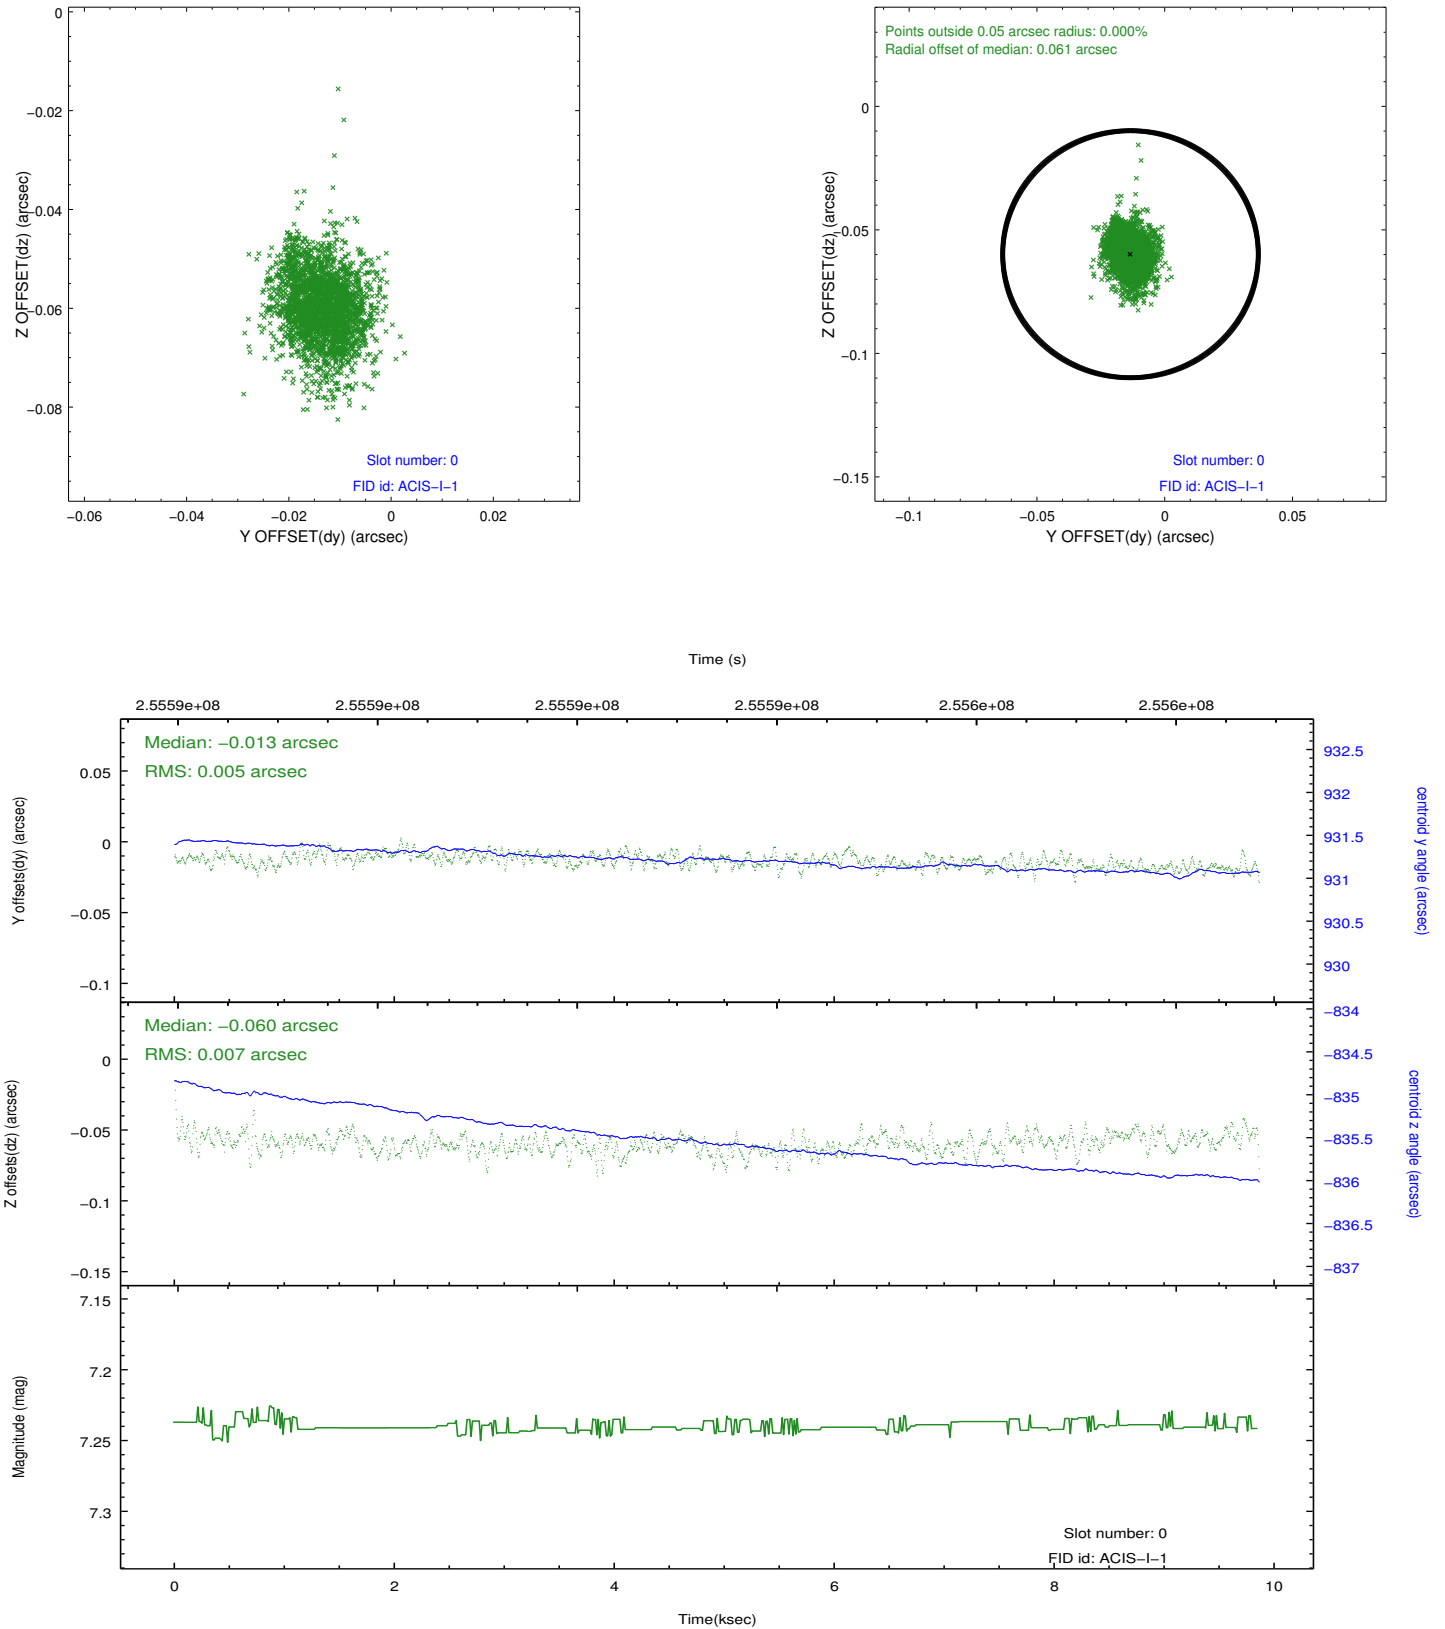 0
−0.02
−0.04
−0.06
−0.08
Z OFFSET(dz) (arcsec)
Slot number: 0
FID id: ACIS−I−1
−0.06 −0.04 −0.02 0 0.02
Y OFFSET(dy) (arcsec)
Points outside 0.05 arcsec radius: 0.000%
Radial offset of median: 0.061 arcsec
0
−0.05
−0.1
−0.15
Z OFFSET(dz) (arcsec)
Slot number: 0
FID id: ACIS−I−1
−0.1 −0.05 0 0.05
Y OFFSET(dy) (arcsec)
Time (s)
2.5559e+08 2.5559e+08 2.5559e+08 2.5559e+08 2.556e+08 2.556e+08
Median: −0.013 arcsec
RMS: 0.005 arcsec
0.05
0
−0.05
−0.1
Y offsets(dy) (arcsec)
932.5
932
931.5
931
930.5
930
centroid y angle (arcsec)
Median: −0.060 arcsec
RMS: 0.007 arcsec
0
−0.05
−0.1
−0.15
Z offsets(dz) (arcsec)
−834
−834.5
−835
−835.5
−836
−836.5
−837
centroid z angle (arcsec)
7.15
7.2
7.25
7.3
Magnitude (mag)
Slot number: 0
FID id: ACIS−I−1
0 2 4 6 8 10
Time(ksec)